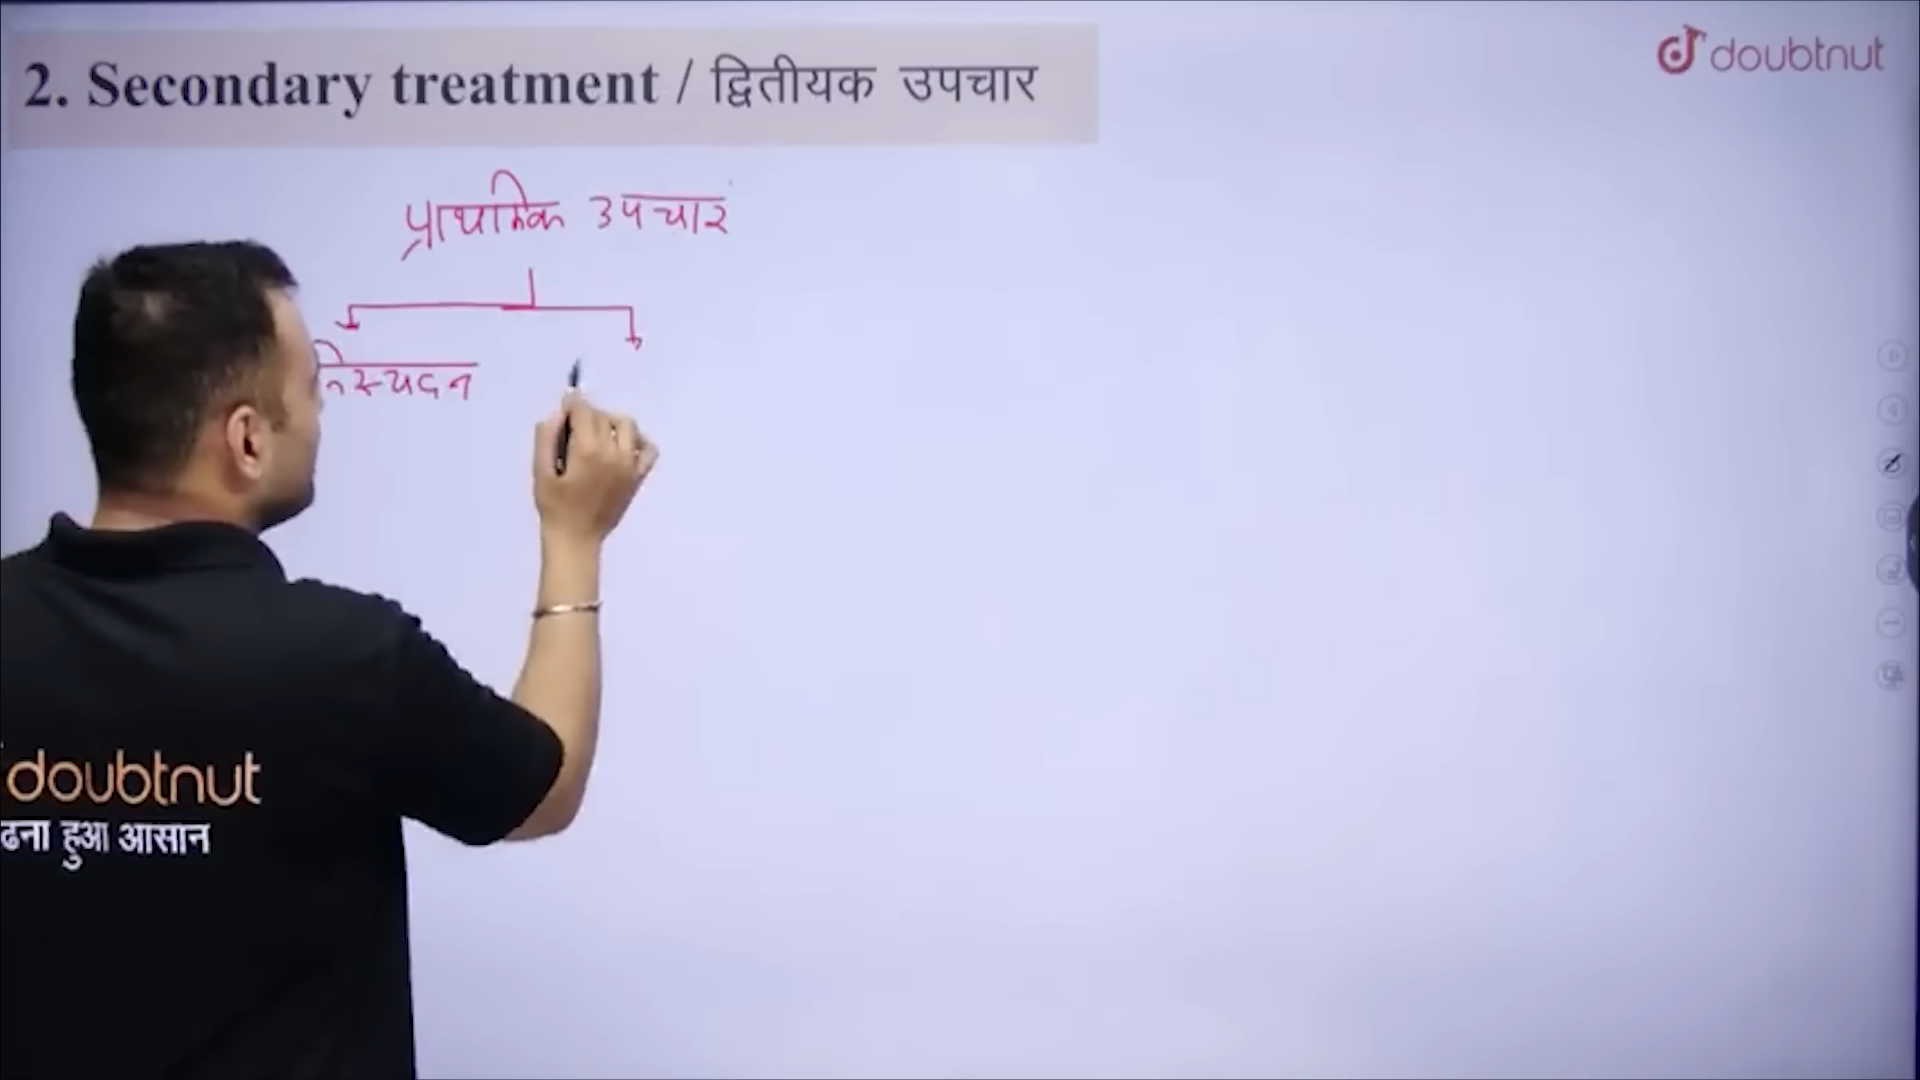 2. Secondary treatment / द्वितीयक उपचार
doubtnut
प्राथमिक उपचार
निस्यदन
doubtnut
ढना हुआ आसान